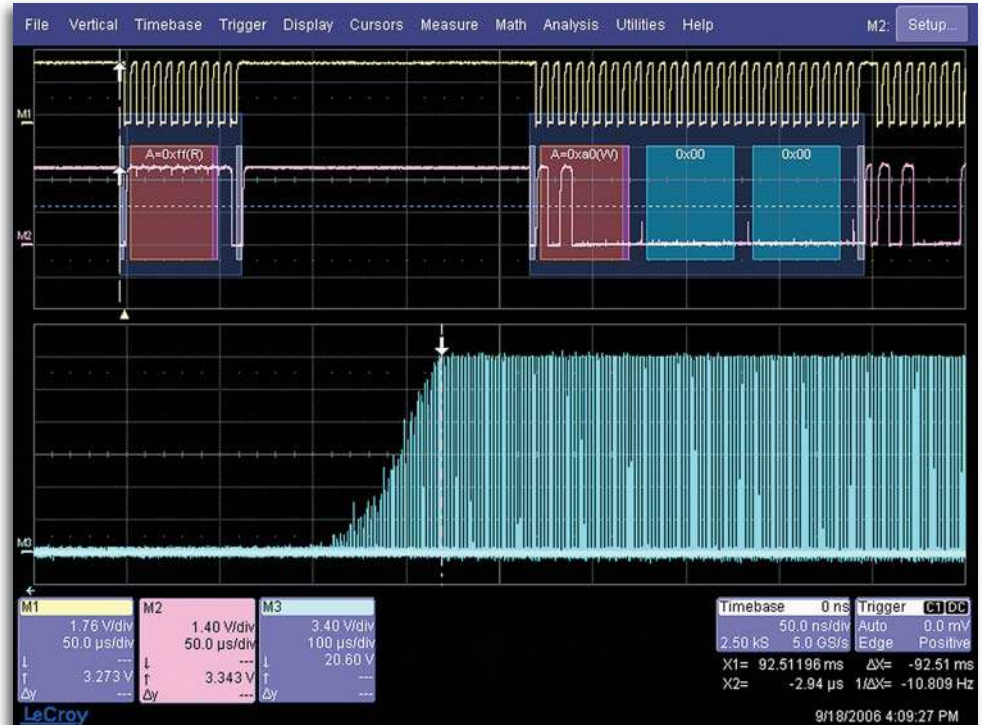 File Vertical Timebase Trigger Display Cursors Measure Math Analysis Utilities Help M2: Setup...
M1
A=0xff(R) A=0xa0(W) 0x00 0x00
M2
M3
M1 M2 M3
1.76 V/div 1.40 V/div 3.40 V/div
50.0 µs/div 50.0 µs/div 100 µs/div
--- --- 20.60 V
3.273 V 3.343 V ---
Δy --- Δy --- Δy ---
Timebase 0 ns Trigger C1 DC
50.0 ns/div Auto 0.0 mV
2.50 kS 5.0 GS/s Edge Positive
X1= 92.51196 ms ΔX= -92.51 ms
X2= -2.94 µs 1/ΔX= -10.809 Hz
LeCroy 9/18/2006 4:09:27 PM